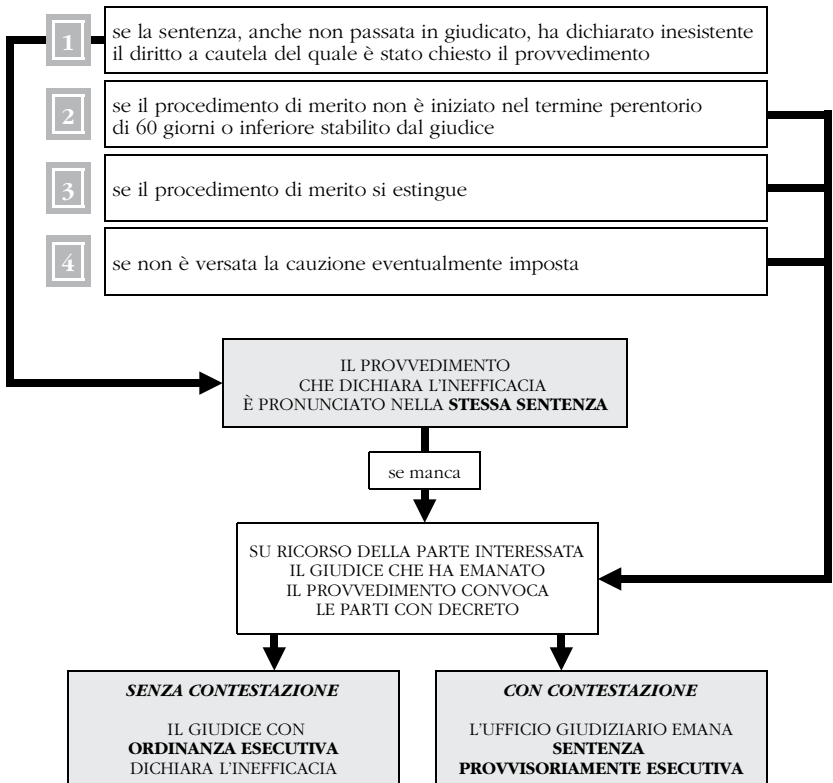 1
se la sentenza, anche non passata in giudicato, ha dichiarato inesistente
il diritto a cautela del quale è stato chiesto il provvedimento
2
se il procedimento di merito non è iniziato nel termine perentorio
di 60 giorni o inferiore stabilito dal giudice
3
se il procedimento di merito si estingue
4
se non è versata la cauzione eventualmente imposta
IL PROVVEDIMENTO
CHE DICHIARA L'INEFFICACIA
È PRONUNCIATO NELLA STESSA SENTENZA
se manca
SU RICORSO DELLA PARTE INTERESSATA
IL GIUDICE CHE HA EMANATO
IL PROVVEDIMENTO CONVOCA
LE PARTI CON DECRETO
SENZA CONTESTAZIONE
IL GIUDICE CON
ORDINANZA ESECUTIVA
DICHIARA L'INEFFICACIA
CON CONTESTAZIONE
L'UFFICIO GIUDIZIARIO EMANA
SENTENZA
PROVVISORIAMENTE ESECUTIVA